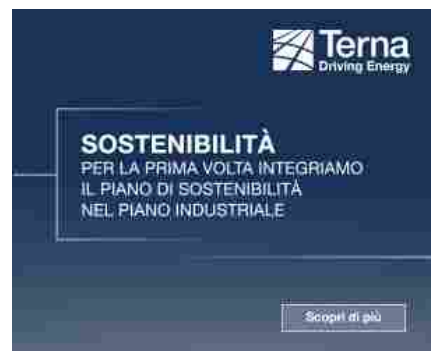 Terna
Driving Energy
SOSTENIBILITÀ
PER LA PRIMA VOLTA INTEGRIAMO
IL PIANO DI SOSTENIBILITÀ
NEL PIANO INDUSTRIALE
Scopri di più